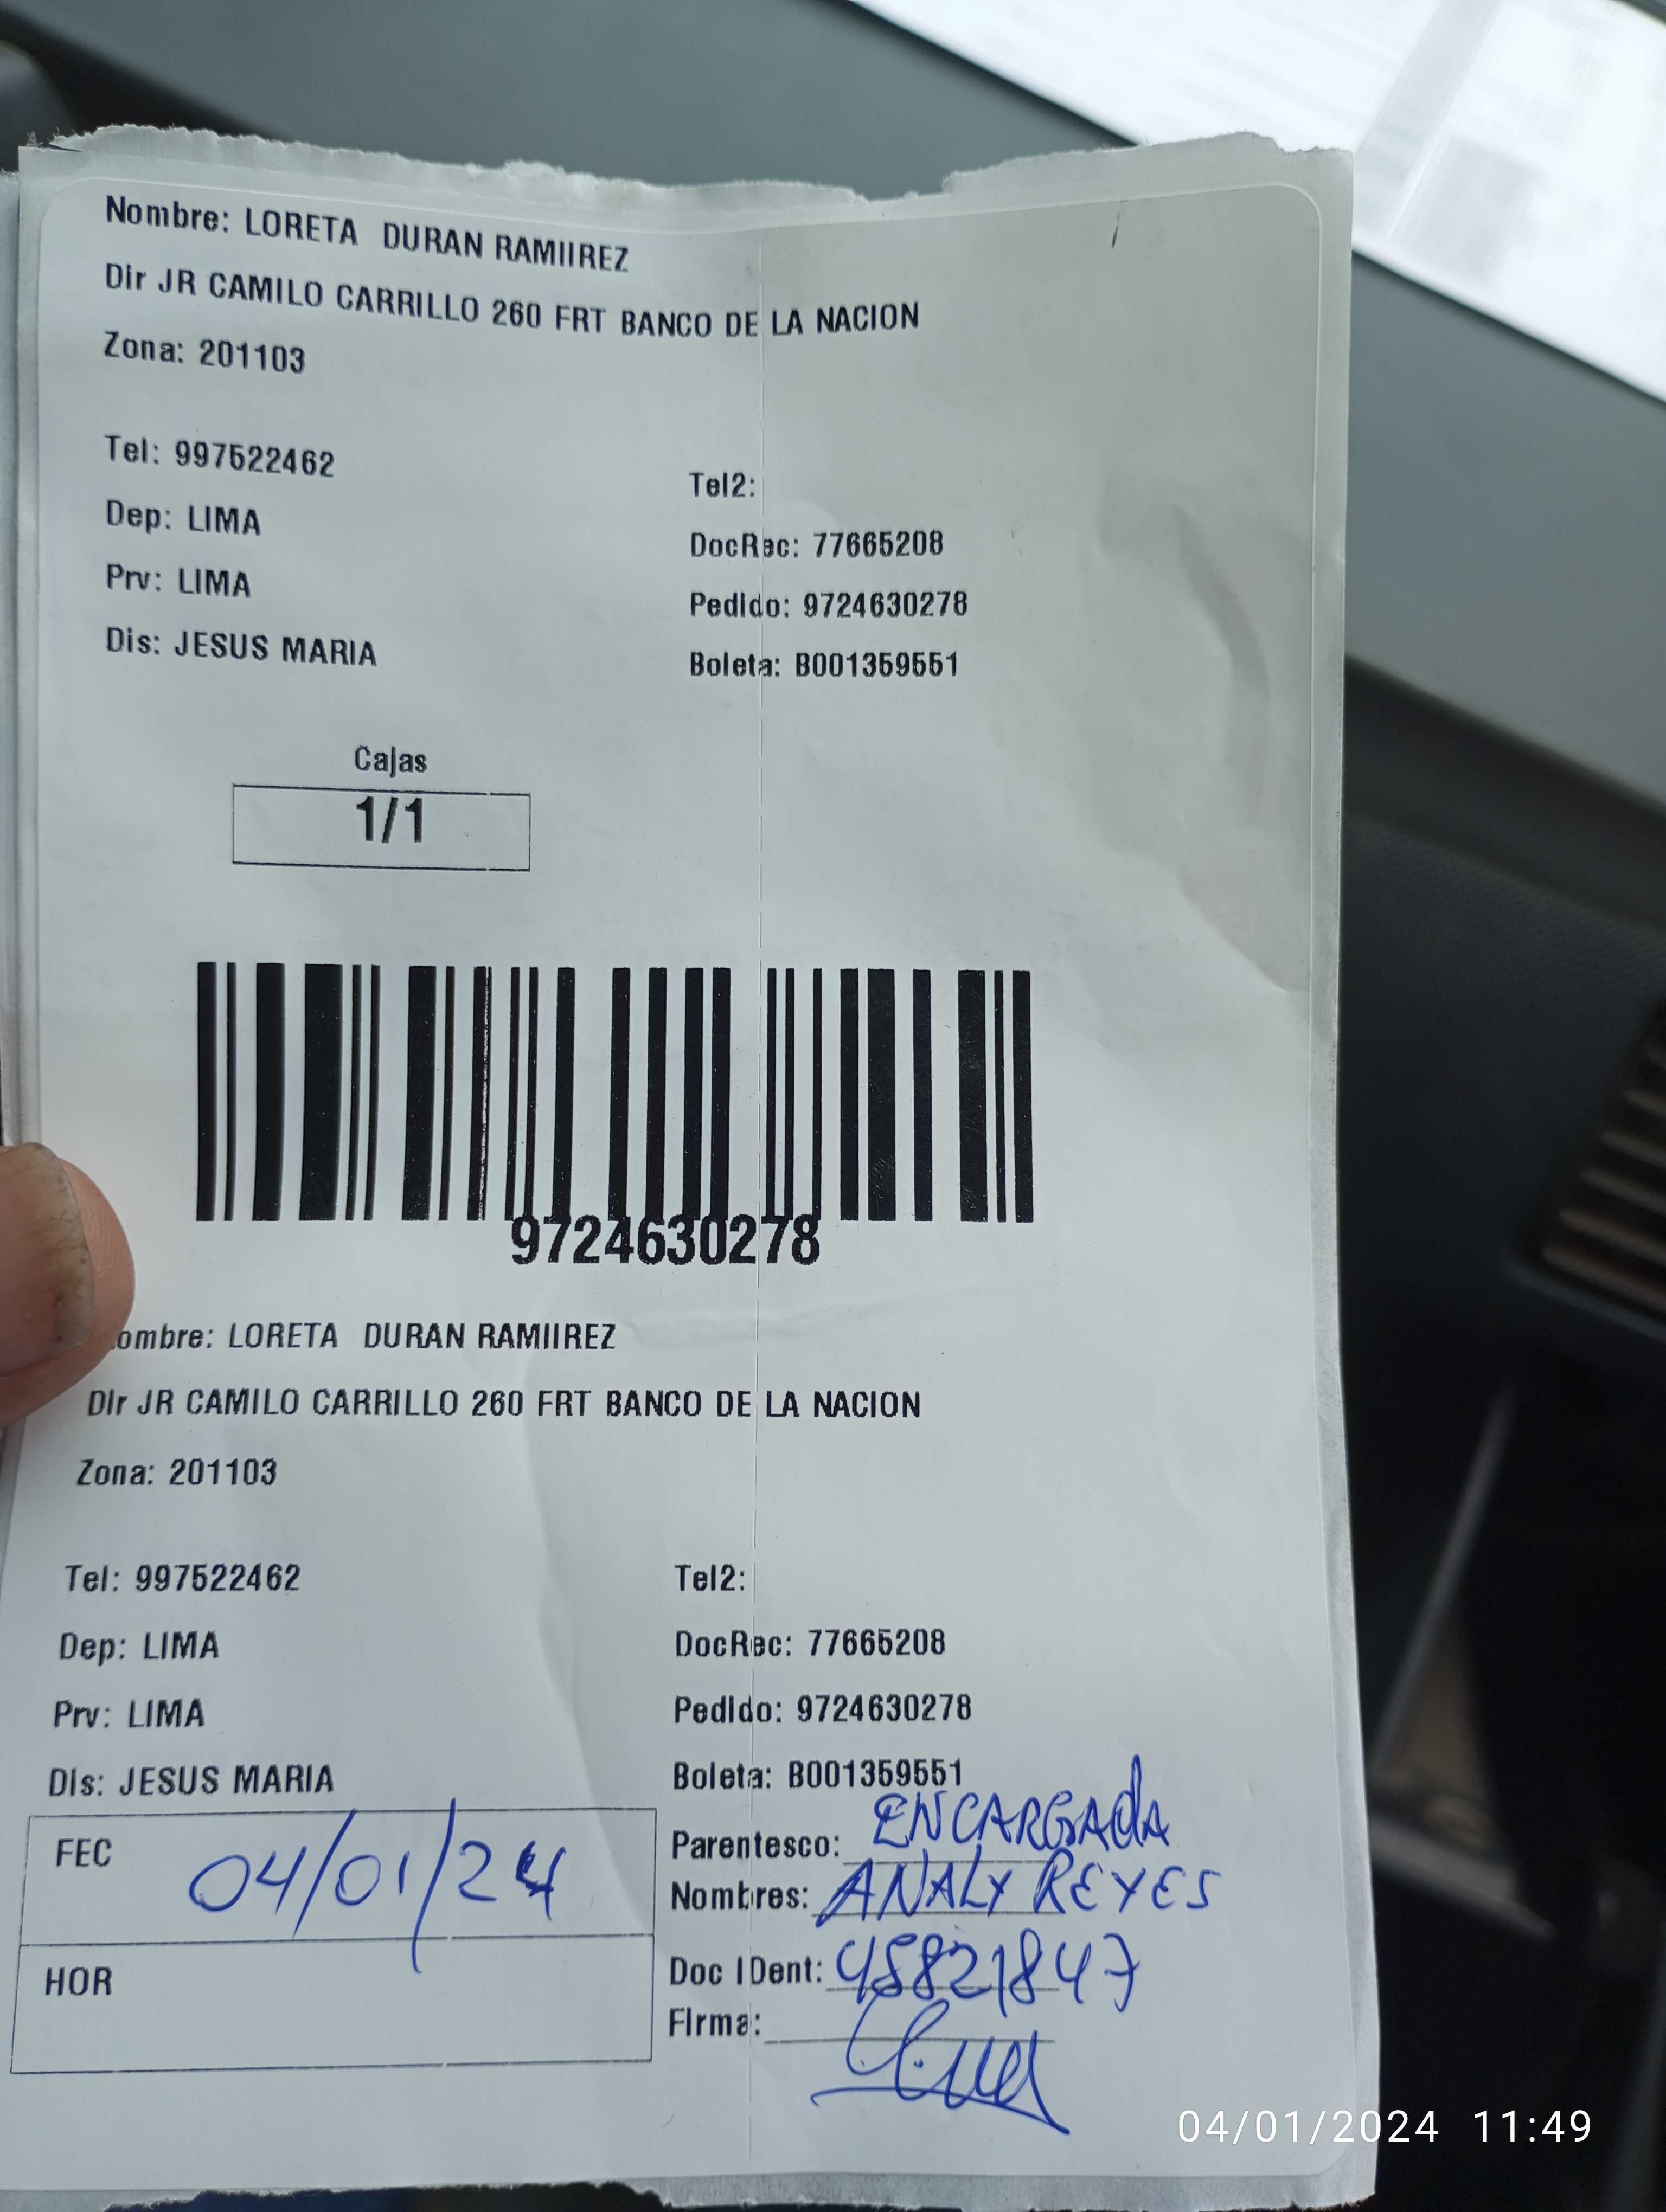 Nombre: LORETA DURAN RAMIIREZ
Dir JR CAMILO CARRILLO 260 FRT BANCO DE LA NACION
Zona: 201103
Tel: 997522462
Tel2:
Dep: LIMA
DocRec: 77665208
Prv: LIMA
Pedido: 9724630278
Dis: JESUS MARIA
Boleta: B001359551
Cajas
1/1
9724630278
ombre: LORETA DURAN RAMIIREZ
Dir JR CAMILO CARRILLO 260 FRT BANCO DE LA NACION
Zona: 201103
Tel: 997522462
Tel2:
Dep: LIMA
DocRec: 77665208
Prv: LIMA
Pedido: 9724630278
Dis: JESUS MARIA
Boleta: B001359551
FEC 04/01/24
Parentesco: ENCARGADA
Nombres: ANALY REYES
HOR
Doc IDent: 45821847
Firma:
04/01/2024 11:49